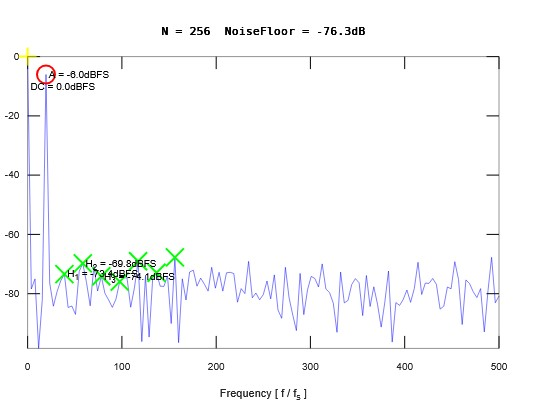 N = 256 NoiseFloor = -76.3dB
0
A = -6.0dBFS
DC = 0.0dBFS
-20
-40
-60
H2 = -69.8dBFS
-80
0
100
200
300
400
500
Frequency [ f / fs ]